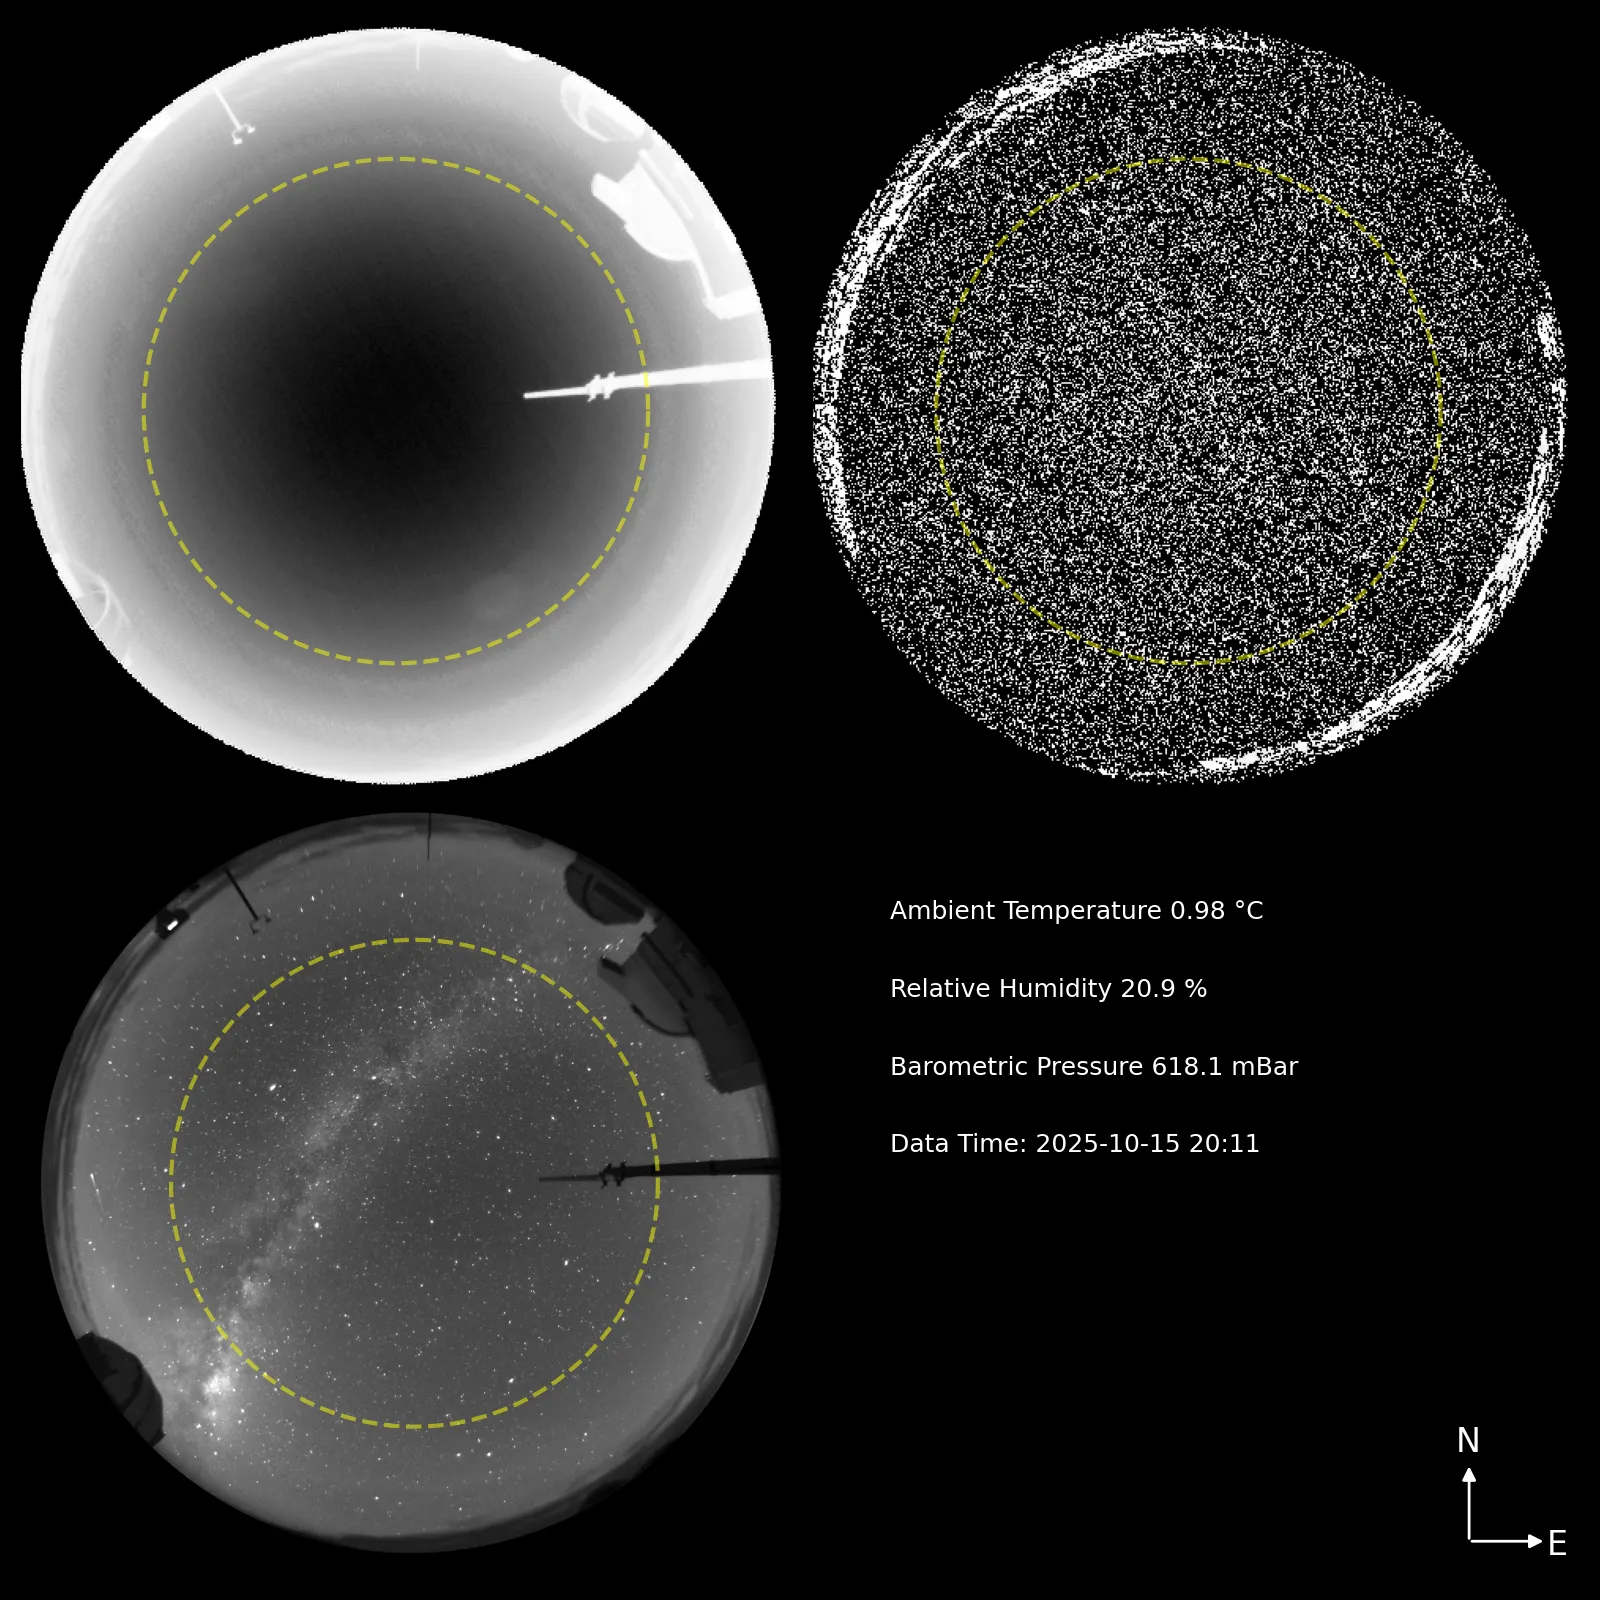 Ambient Temperature 0.98 °C
Relative Humidity 20.9 %
Barometric Pressure 618.1 mBar
Data Time: 2025-10-15 20:11
N
E